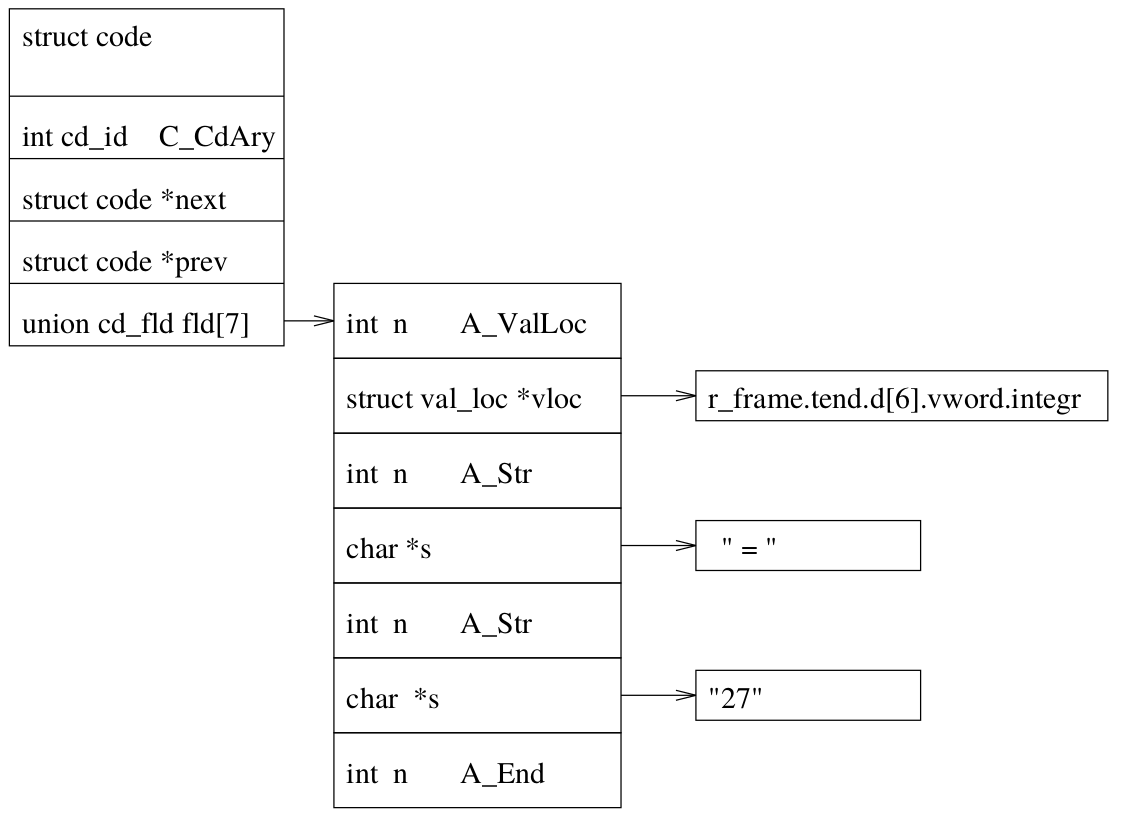 struct code
int cd_id C_CdAry
struct code *next
struct code *prev
union cd_fld fld[7]
int n A_ValLoc
struct val_loc *vloc
r_frame.tend.d[6].vword.integr
int n A_Str
char *s
" = "
int n A_Str
char *s
"27"
int n A_End